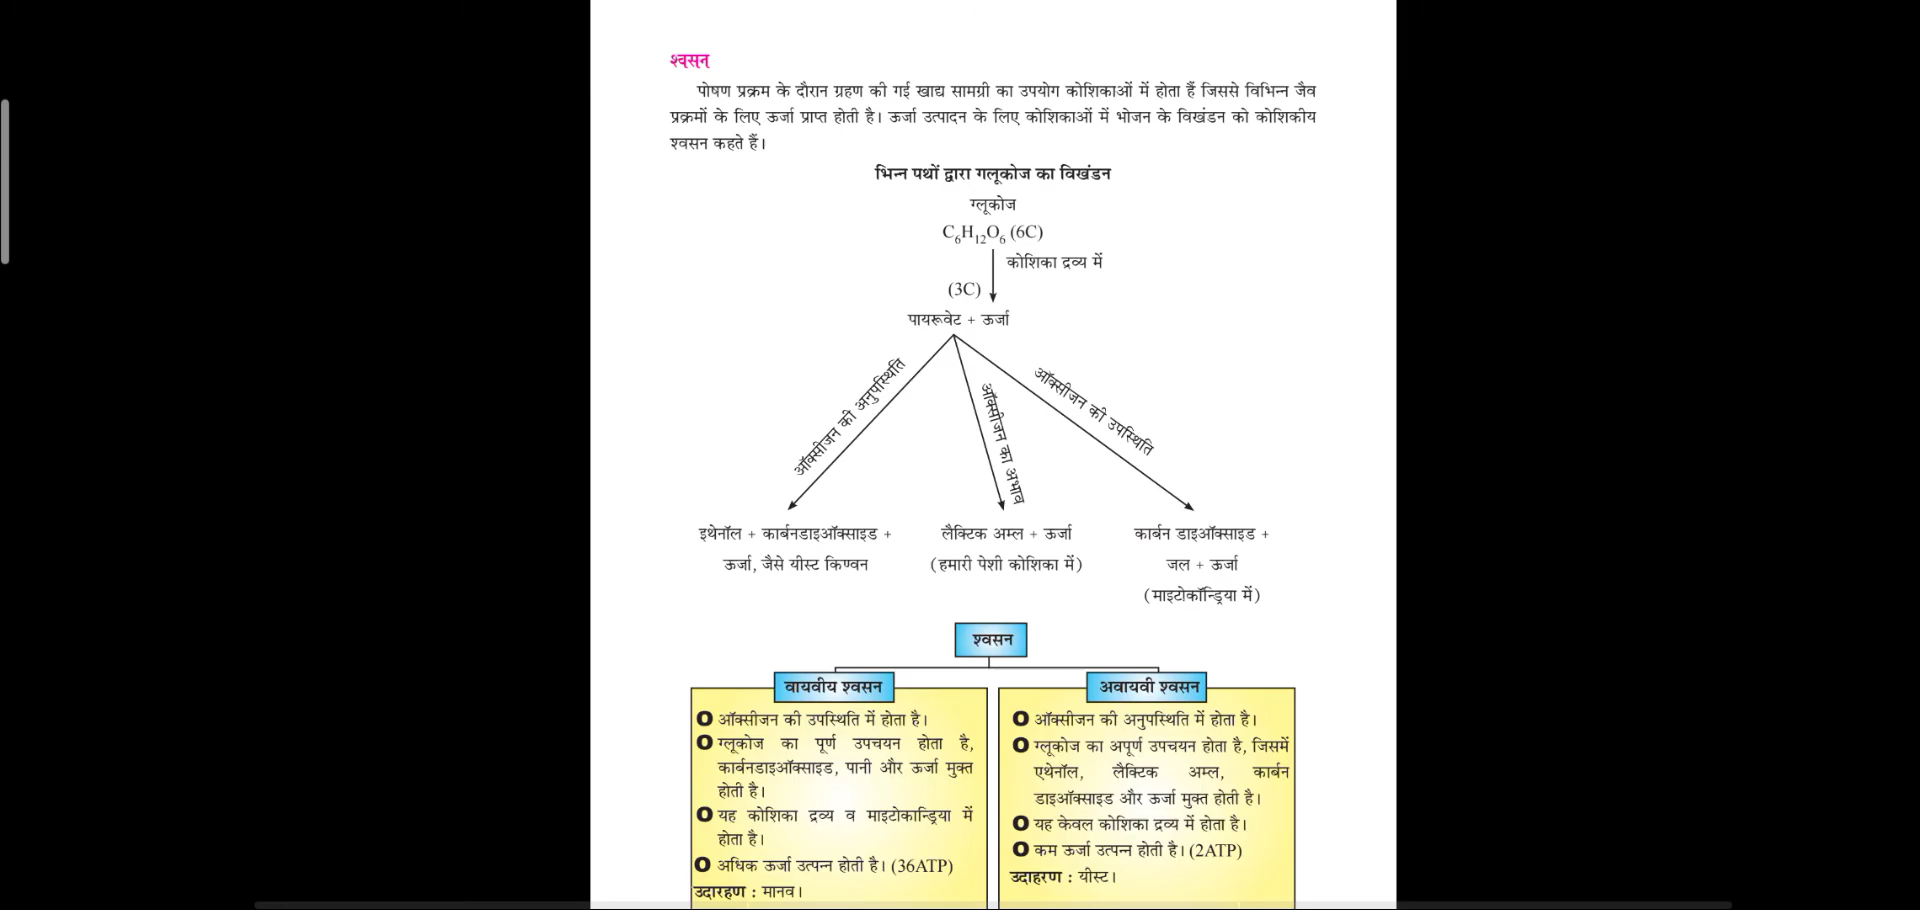 श्वसन
पोषण प्रक्रम के दौरान ग्रहण की गई खाद्य सामग्री का उपयोग कोशिकाओं में होता हैं जिससे विभिन्न जैव
प्रक्रमों के लिए ऊर्जा प्राप्त होती है। ऊर्जा उत्पादन के लिए कोशिकाओं में भोजन के विखंडन को कोशिकीय
श्वसन कहते हैं।
भिन्न पथों द्वारा गलूकोज का विखंडन
ग्लूकोज
C₆H₁₂O₆ (6C)
कोशिका द्रव्य में
(3C)
पायरूवेट + ऊर्जा
ऑक्सीजन की अनुपस्थिति
ऑक्सीजन का अभाव
ऑक्सीजन की उपस्थिति
इथेनॉल + कार्बनडाइऑक्साइड +
ऊर्जा, जैसे यीस्ट किण्वन
लैक्टिक अम्ल + ऊर्जा
(हमारी पेशी कोशिका में)
कार्बन डाइऑक्साइड +
जल + ऊर्जा
(माइटोकॉन्ड्रिया में)
श्वसन
वायवीय श्वसन
ऑक्सीजन की उपस्थिति में होता है।
ग्लूकोज का पूर्ण उपचयन होता है,
कार्बनडाइऑक्साइड, पानी और ऊर्जा मुक्त
होती है।
यह कोशिका द्रव्य व माइटोकान्ड्रिया में
होता है।
अधिक ऊर्जा उत्पन्न होती है। (36ATP)
उदारहण : मानव।
अवायवी श्वसन
ऑक्सीजन की अनुपस्थिति में होता है।
ग्लूकोज का अपूर्ण उपचयन होता है, जिसमें
एथेनॉल, लैक्टिक अम्ल, कार्बन
डाइऑक्साइड और ऊर्जा मुक्त होती है।
यह केवल कोशिका द्रव्य में होता है।
कम ऊर्जा उत्पन्न होती है। (2ATP)
उदाहरण : यीस्ट।